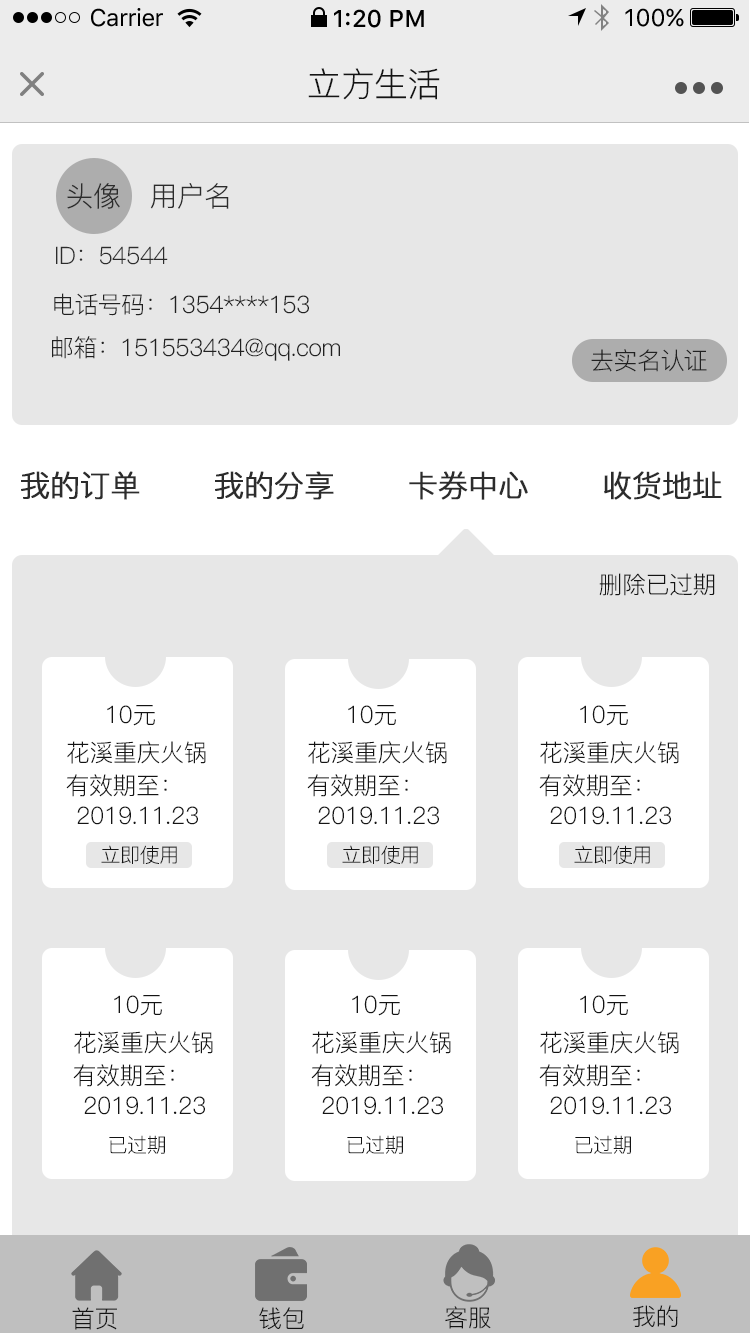 Carrier 1:20 PM 100%
立方生活
头像 用户名
ID：54544
电话号码：1354****153
邮箱：151553434@qq.com
去实名认证
我的订单 我的分享 卡券中心 收货地址
删除已过期
10元 10元 10元
花溪重庆火锅 花溪重庆火锅 花溪重庆火锅
有效期至： 有效期至： 有效期至：
2019.11.23 2019.11.23 2019.11.23
立即使用 立即使用 立即使用
10元 10元 10元
花溪重庆火锅 花溪重庆火锅 花溪重庆火锅
有效期至： 有效期至： 有效期至：
2019.11.23 2019.11.23 2019.11.23
已过期 已过期 已过期
首页 钱包 客服 我的